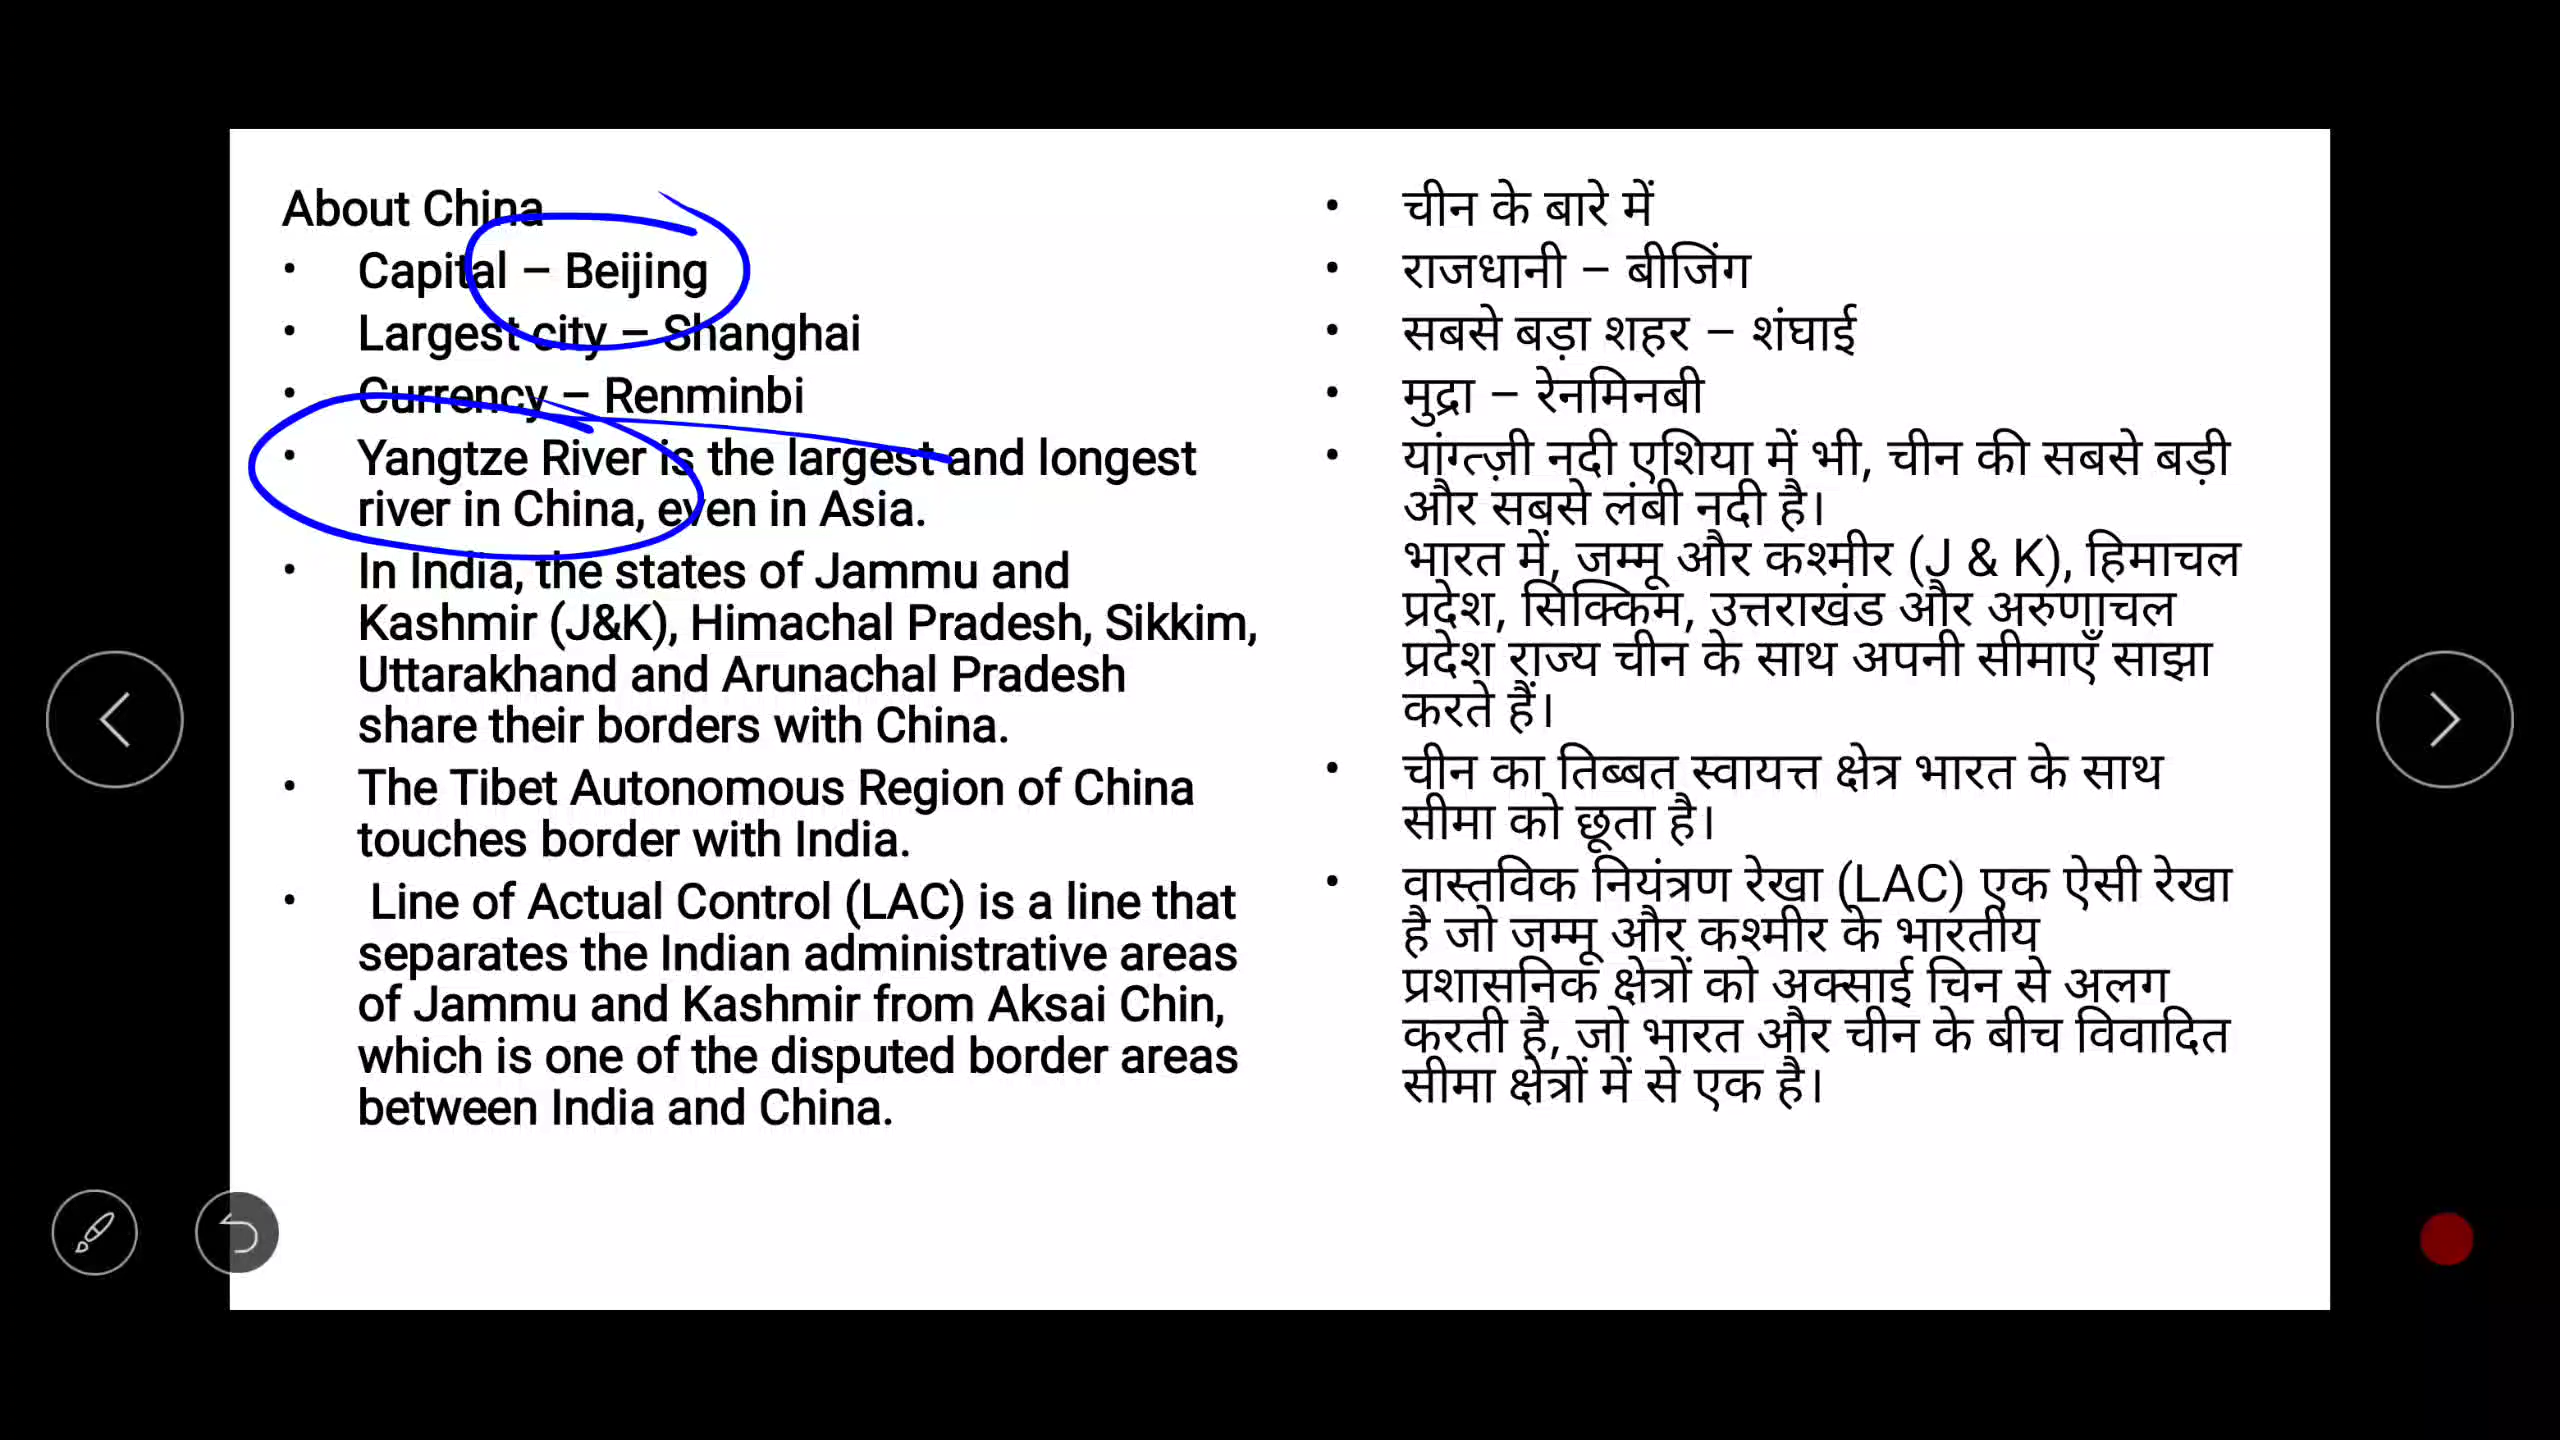 About China
• Capital – Beijing
• Largest city – Shanghai
• Currency – Renminbi
• Yangtze River is the largest and longest
river in China, even in Asia.
• In India, the states of Jammu and
Kashmir (J&K), Himachal Pradesh, Sikkim,
Uttarakhand and Arunachal Pradesh
share their borders with China.
• The Tibet Autonomous Region of China
touches border with India.
• Line of Actual Control (LAC) is a line that
separates the Indian administrative areas
of Jammu and Kashmir from Aksai Chin,
which is one of the disputed border areas
between India and China.
• चीन के बारे में
• राजधानी – बीजिंग
• सबसे बड़ा शहर – शंघाई
• मुद्रा – रेनमिनबी
• यांग्त्ज़ी नदी एशिया में भी, चीन की सबसे बड़ी
और सबसे लंबी नदी है।
भारत में, जम्मू और कश्मीर (J & K), हिमाचल
प्रदेश, सिक्किम, उत्तराखंड और अरुणाचल
प्रदेश राज्य चीन के साथ अपनी सीमाएँ साझा
करते हैं।
• चीन का तिब्बत स्वायत्त क्षेत्र भारत के साथ
सीमा को छूता है।
• वास्तविक नियंत्रण रेखा (LAC) एक ऐसी रेखा
है जो जम्मू और कश्मीर के भारतीय
प्रशासनिक क्षेत्रों को अक्साई चिन से अलग
करती है, जो भारत और चीन के बीच विवादित
सीमा क्षेत्रों में से एक है।